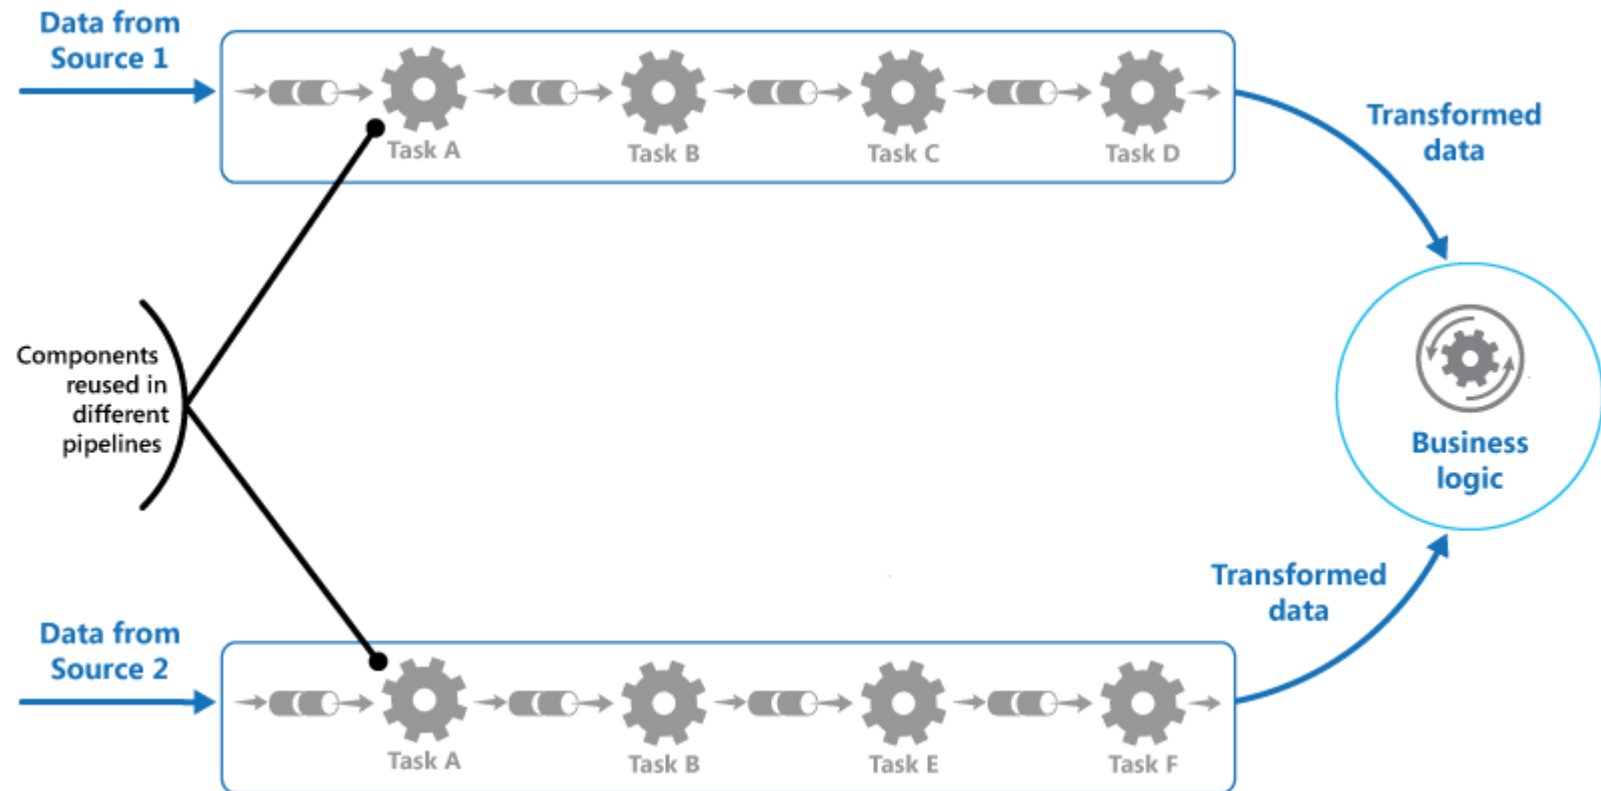 Data from
Source 1
Task A
Task B
Task C
Task D
Transformed
data
Components
reused in
different
pipelines
Business
logic
Transformed
data
Data from
Source 2
Task A
Task B
Task E
Task F